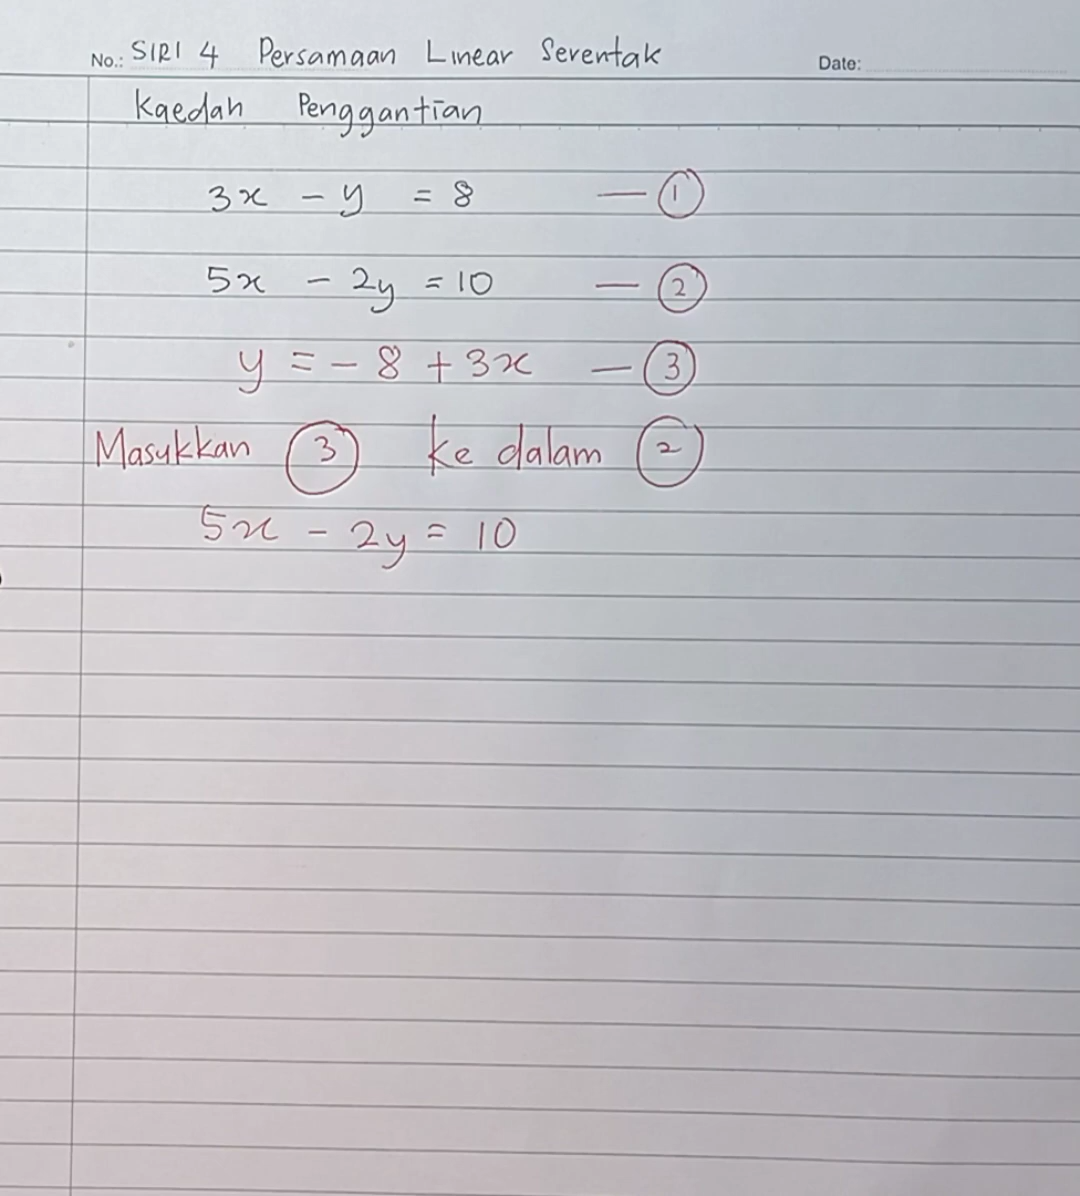 No.: SIRI 4 Persamaan Linear Serentak Date:
Kaedah Penggantian
3x - y = 8 — ①
5x - 2y = 10 — ②
y = - 8 + 3x — ③
Masukkan ③ ke dalam ②
5x - 2y = 10